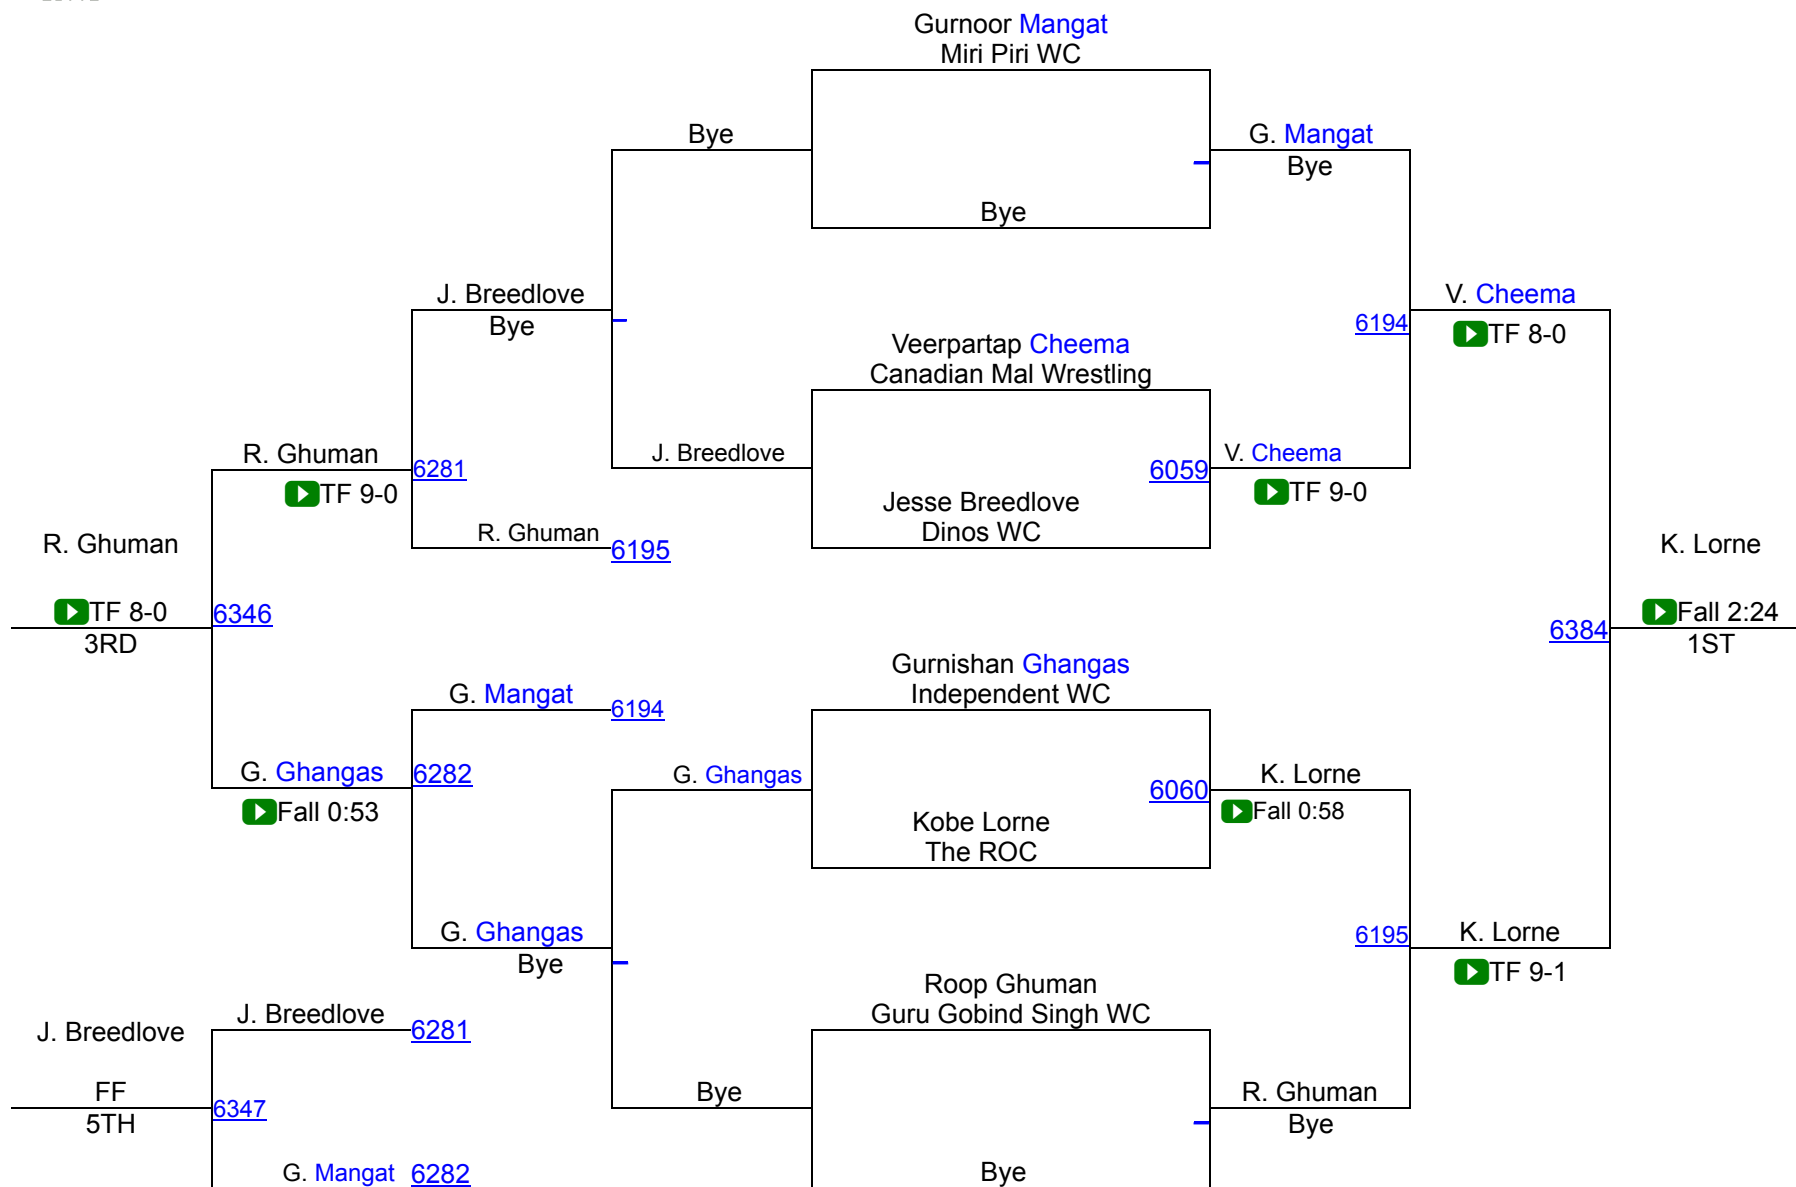 Gurnoor Mangat
Miri Piri WC
Bye
G. Mangat
Bye
Bye
J. Breedlove
Bye
V. Cheema
6194
TF 8-0
Veerpartap Cheema
Canadian Mal Wrestling
R. Ghuman
6281
J. Breedlove
6059
V. Cheema
TF 9-0
TF 9-0
Jesse Breedlove
Dinos WC
R. Ghuman
6195
R. Ghuman
K. Lorne
TF 8-0
6346
3RD
6384
Fall 2:24
1ST
Gurnishan Ghangas
Independent WC
G. Mangat
6194
G. Ghangas
6282
G. Ghangas
6060
K. Lorne
Fall 0:53
Fall 0:58
Kobe Lorne
The ROC
G. Ghangas
Bye
6195
K. Lorne
TF 9-1
Roop Ghuman
Guru Gobind Singh WC
J. Breedlove
J. Breedlove
6281
FF
6347
5TH
Bye
R. Ghuman
Bye
G. Mangat
6282
Bye